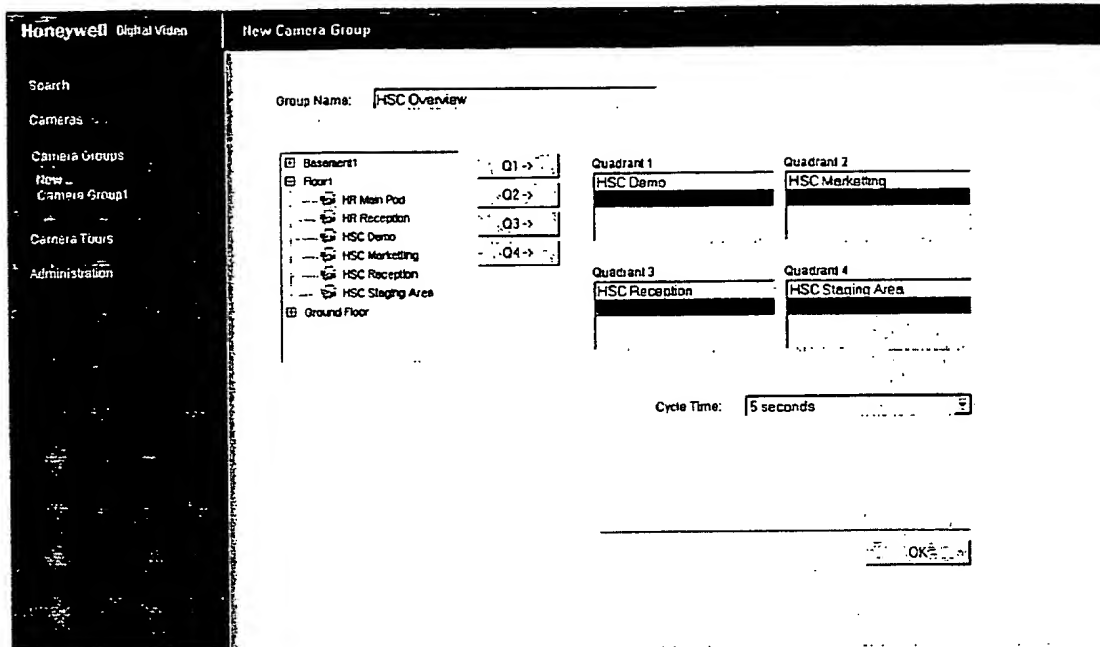 Honeywell Digital Video
New Camera Group
Search
Cameras
Camera Groups
New
Camera Group1
Camera Tours
Administration
Group Name: HSC Overview
Basement1
Floor1
HR Main Pod
HR Reception
HSC Demo
HSC Marketting
HSC Reception
HSC Staging Area
Ground Floor
Q1 ->
Q2 ->
Q3 ->
Q4 ->
Quadrant 1
HSC Demo
Quadrant 2
HSC Marketting
Quadrant 3
HSC Reception
Quadrant 4
HSC Staging Area
Cycle Time: 5 seconds
OK